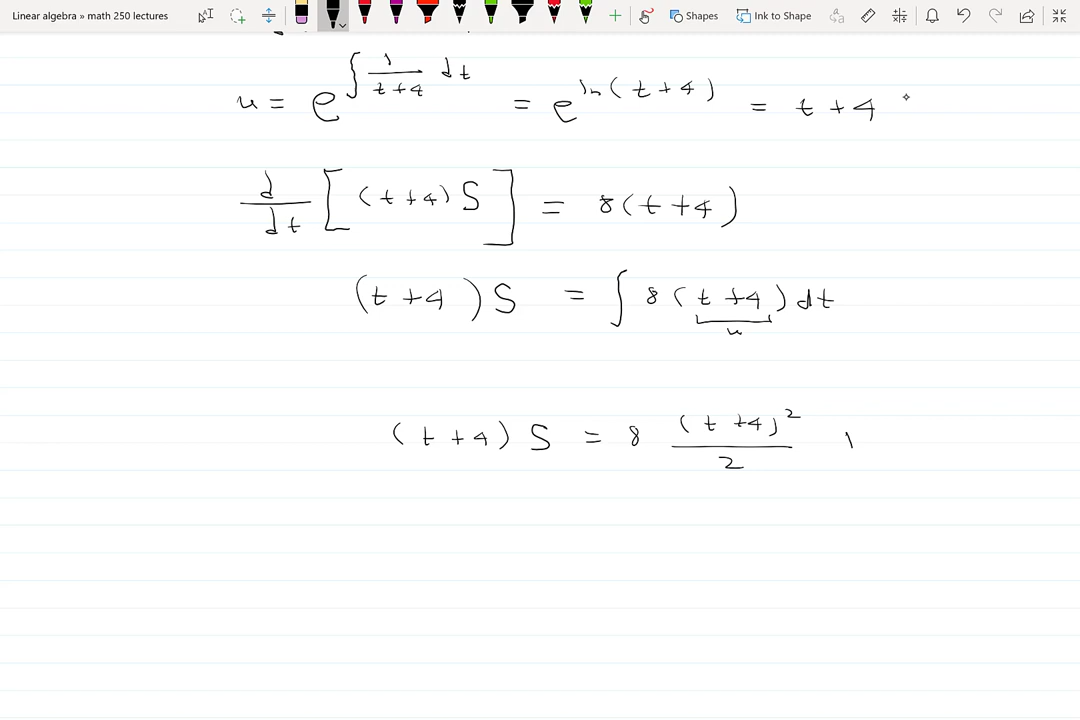 Linear algebra » math 250 lectures Shapes Ink to Shape
u = e^{∫ 1/(t+4) dt} = e^{ln(t+4)} = t+4
d/dt [(t+4) S] = 8(t+4)
(t+4) S = ∫ 8(t+4) dt
u
(t+4) S = 8 (t+4)²/2